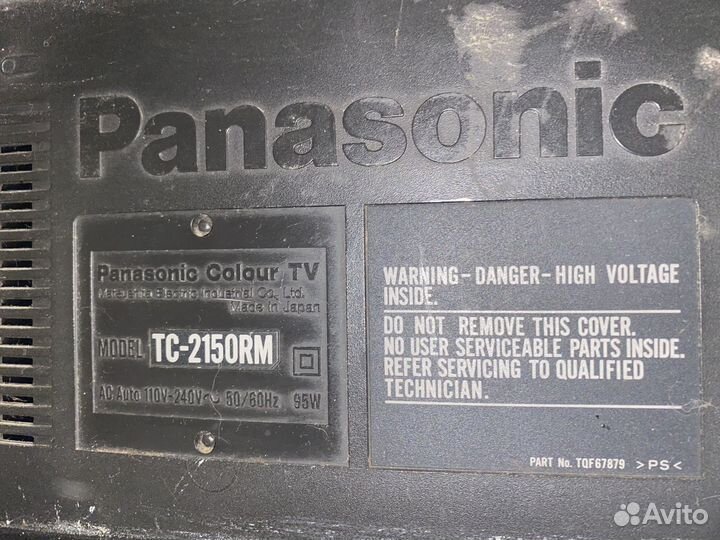 Panasonic
Panasonic Colour TV
Matsushita Electric Industrial Co., Ltd.
Made in Japan
MODEL TC-2150RM
AC Auto 110V-240V~ 50/60Hz 95W
WARNING-DANGER-HIGH VOLTAGE
INSIDE.
DO NOT REMOVE THIS COVER.
NO USER SERVICEABLE PARTS INSIDE.
REFER SERVICING TO QUALIFIED
TECHNICIAN.
PART No. TQF67879 >PS<
Avito